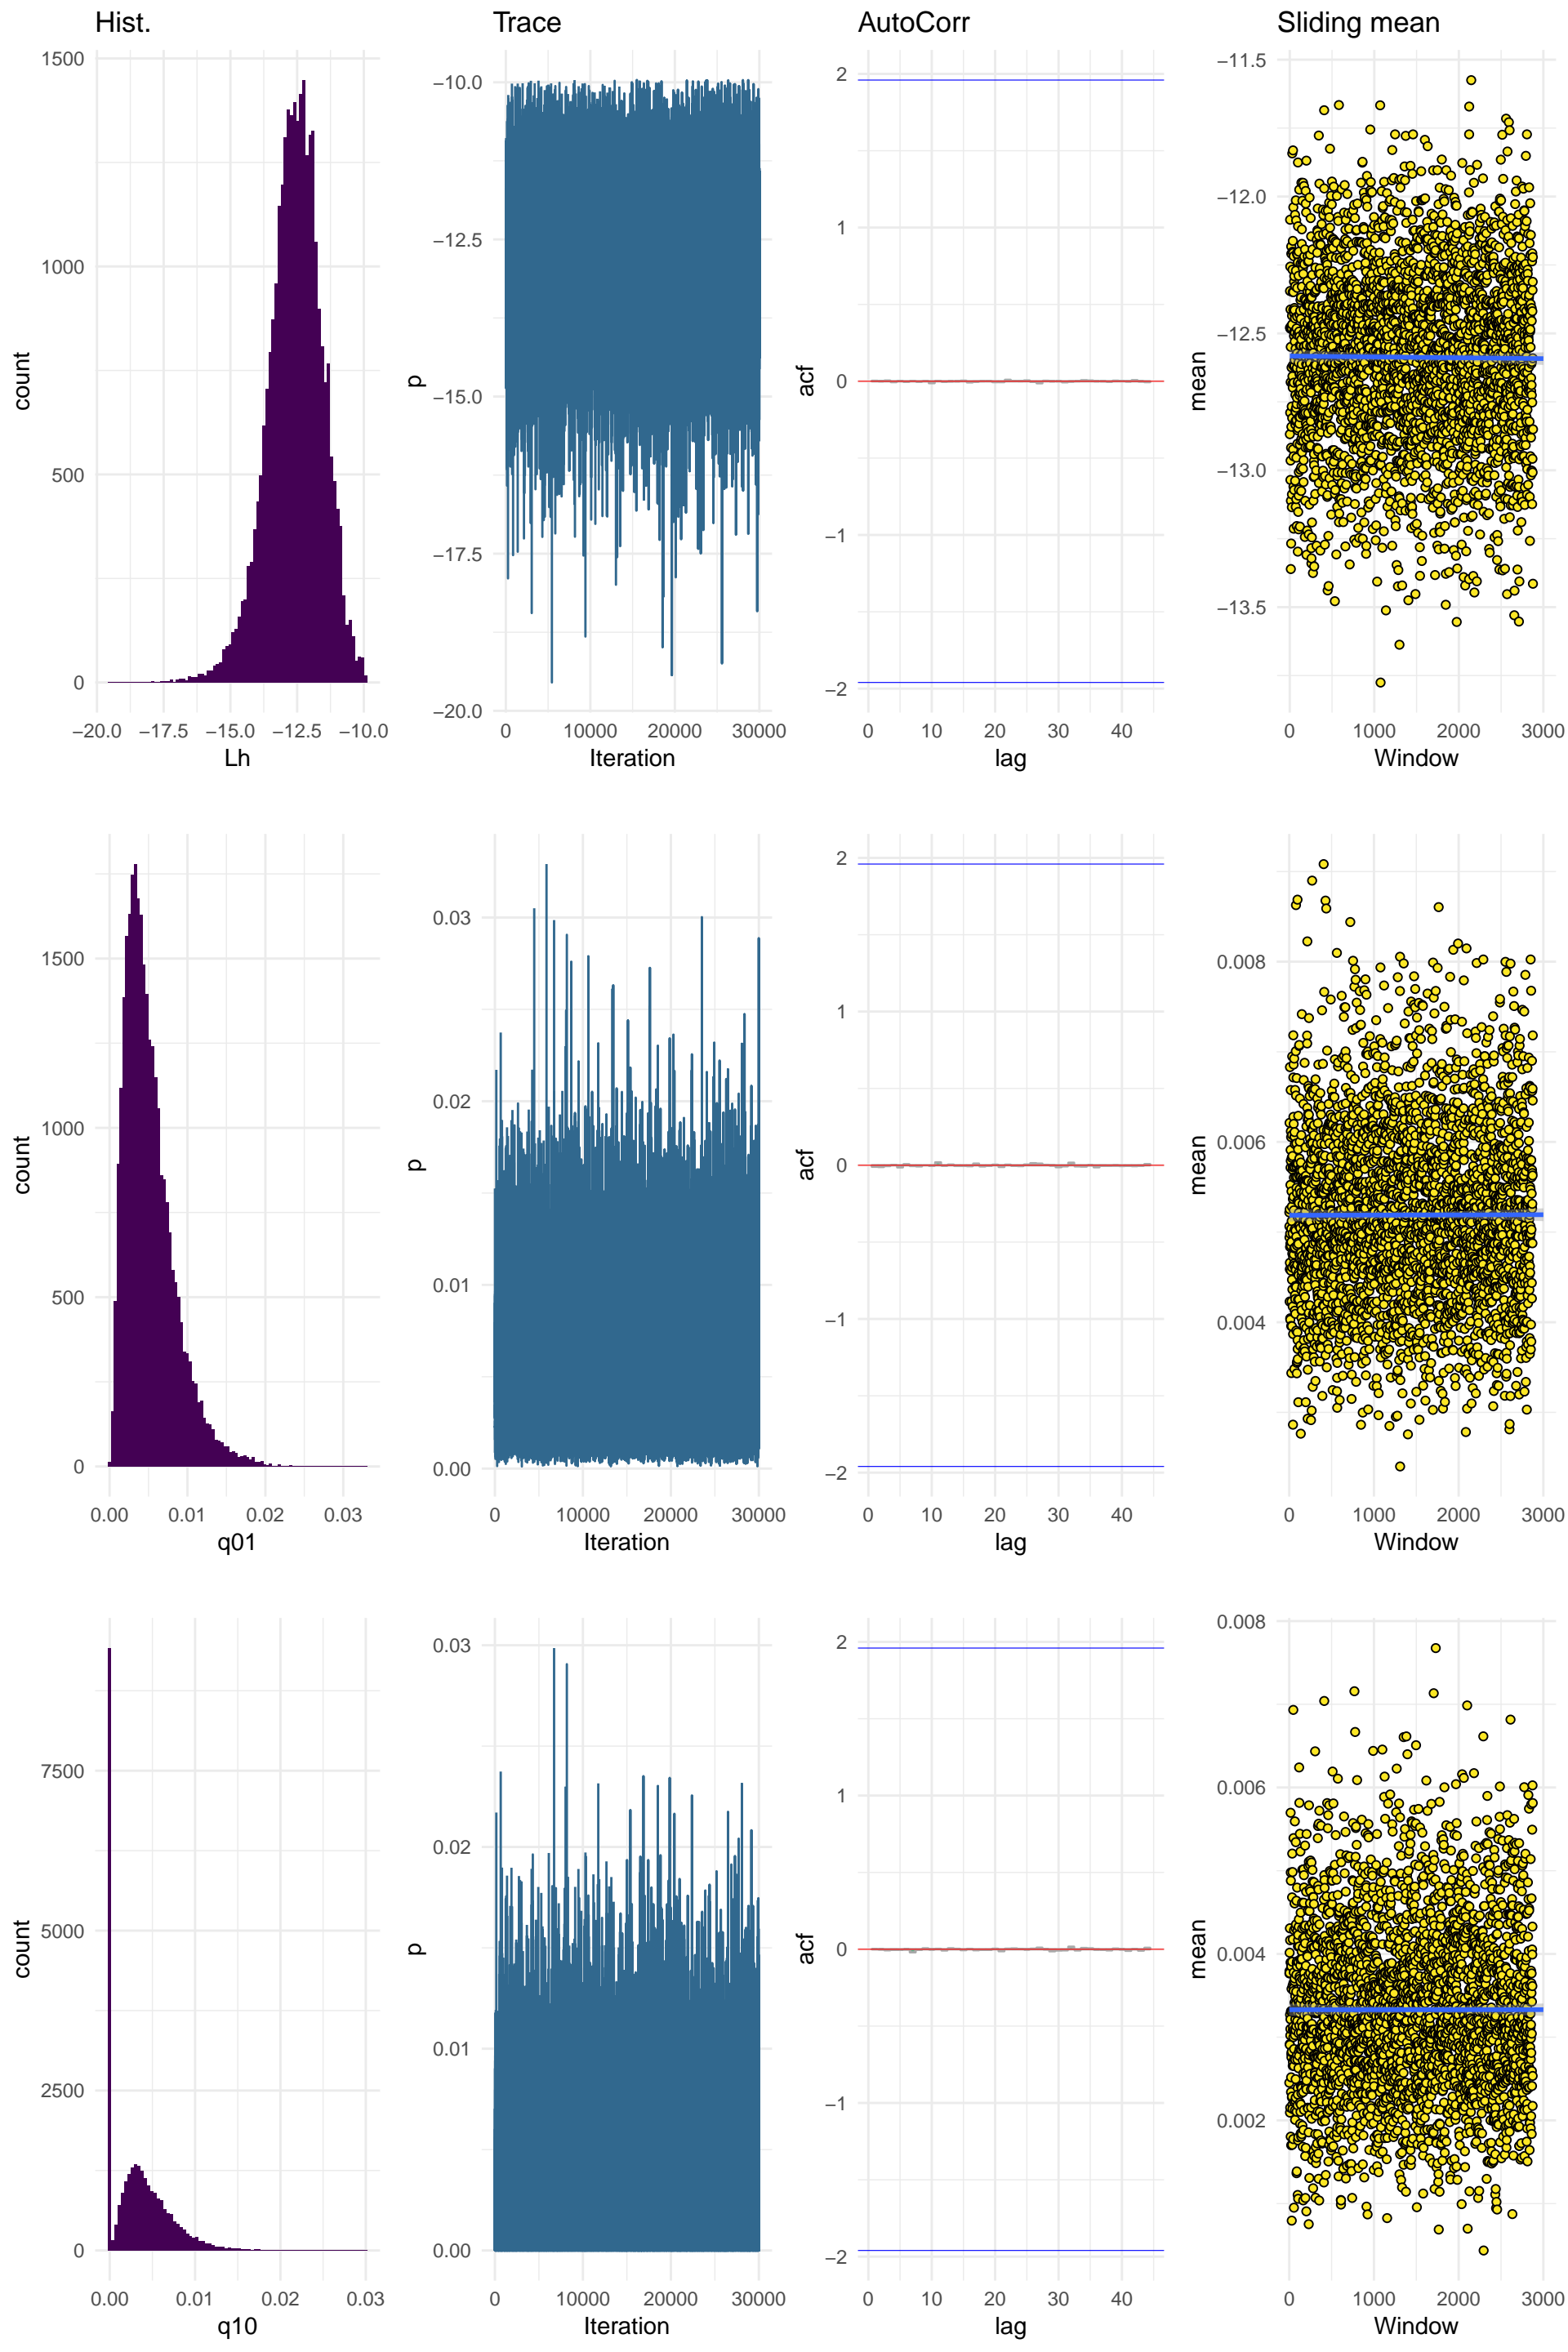 Hist. Trace AutoCorr Sliding mean
1500
1000
500
0
count
−20.0 −17.5 −15.0 −12.5 −10.0
Lh
−10.0
−12.5
−15.0
−17.5
−20.0
p
0 10000 20000 30000
Iteration
2
1
0
−1
−2
acf
0 10 20 30 40
lag
−11.5
−12.0
−12.5
−13.0
−13.5
mean
0 1000 2000 3000
Window
1500
1000
500
0
count
0.00 0.01 0.02 0.03
q01
0.03
0.02
0.01
0.00
p
0 10000 20000 30000
Iteration
2
1
0
−1
−2
acf
0 10 20 30 40
lag
0.008
0.006
0.004
mean
0 1000 2000 3000
Window
7500
5000
2500
0
count
0.00 0.01 0.02 0.03
q10
0.03
0.02
0.01
0.00
p
0 10000 20000 30000
Iteration
2
1
0
−1
−2
acf
0 10 20 30 40
lag
0.008
0.006
0.004
0.002
mean
0 1000 2000 3000
Window